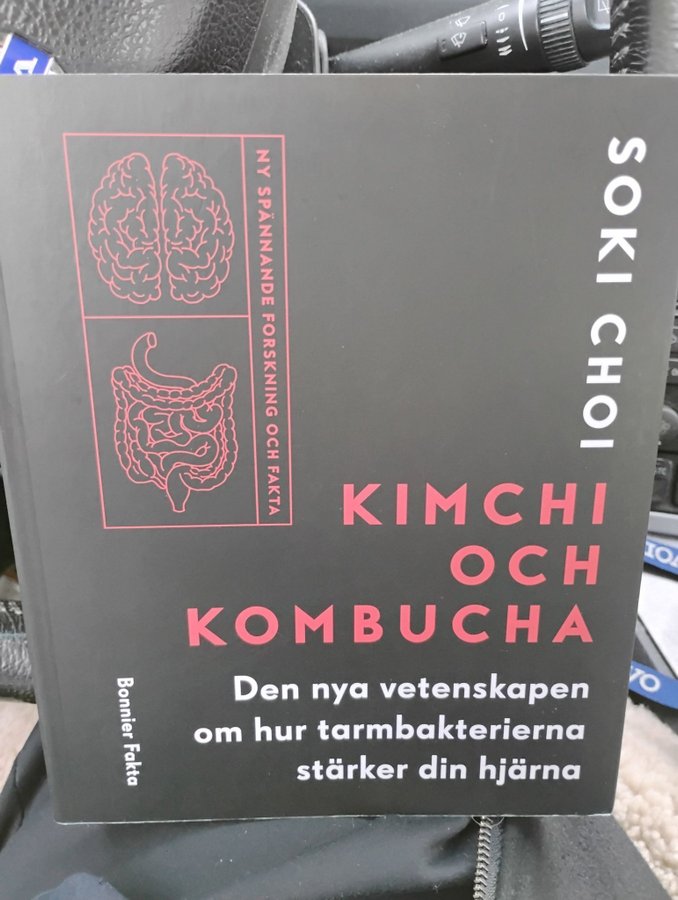 NY SPÄNNANDE FORSKNING OCH FAKTA
SOKI CHOI
KIMCHI
OCH
KOMBUCHA
Den nya vetenskapen
om hur tarmbakterierna
stärker din hjärna
Bonnier Fakta